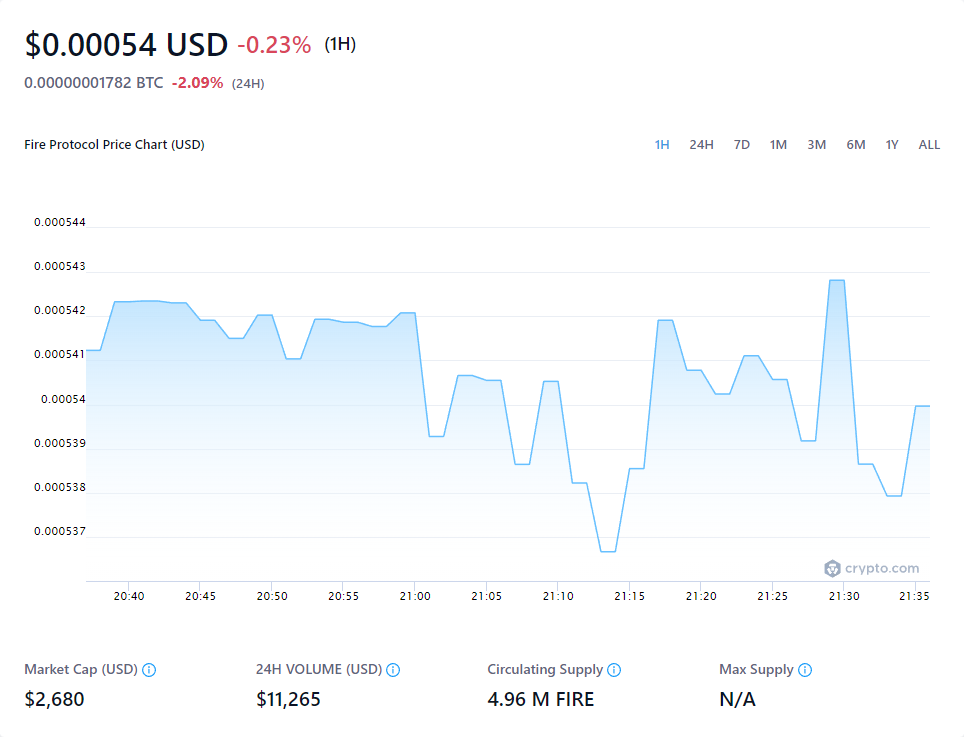 $0.00054 USD -0.23% (1H)
0.00000001782 BTC -2.09% (24H)
Fire Protocol Price Chart (USD) 1H 24H 7D 1M 3M 6M 1Y ALL
0.000544
0.000543
0.000542
0.000541
0.00054
0.000539
0.000538
0.000537
crypto.com
20:40 20:45 20:50 20:55 21:00 21:05 21:10 21:15 21:20 21:25 21:30 21:35
Market Cap (USD) 24H VOLUME (USD) Circulating Supply Max Supply
$2,680 $11,265 4.96 M FIRE N/A